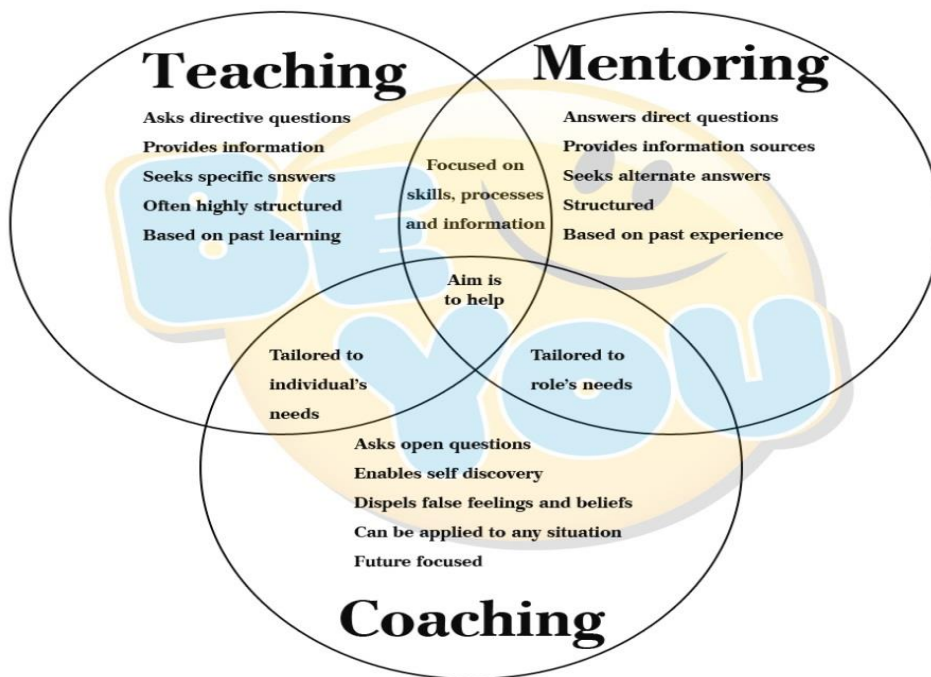 Teaching
Asks directive questions
Provides information
Seeks specific snswers
Often highly structured
Based on past learning
Mentoring
Answers direct questions
Provides information sources
Seeks alternate answers
Structured
Based on past experience
Focused on
skills, processes
and information
Aim is
to help
Tailored to
individual's
needs
Tailored to
role's needs
Asks open questions
Enables self discovery
Dispels false feelings and beliefs
Can be applied to any situation
Future focused
Coaching
BE
YOU